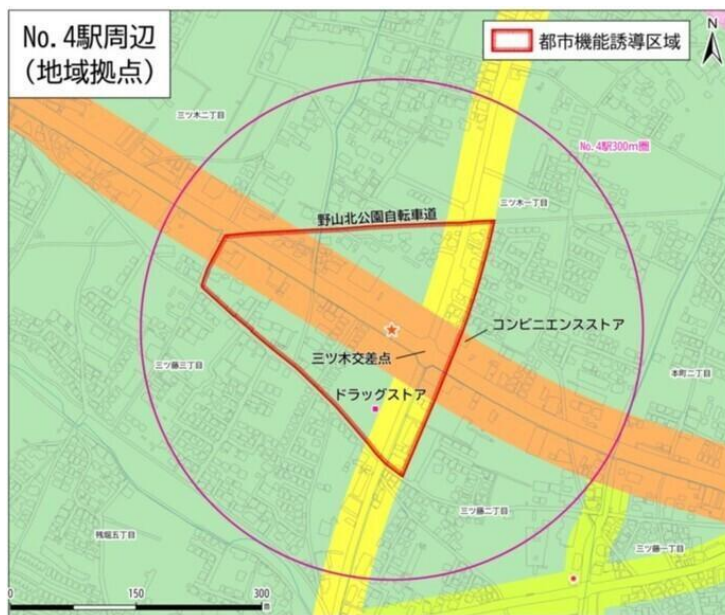 No.4駅周辺
(地域拠点)
都市機能誘導区域
N
三ツ木二丁目
No.4駅300m圏
三ツ木一丁目
野山北公園自転車道
コンビニエンスストア
三ツ木交差点
三ツ藤三丁目
本町二丁目
ドラッグストア
三ツ藤二丁目
残堀五丁目
三ツ藤一丁目
0 150 300
m